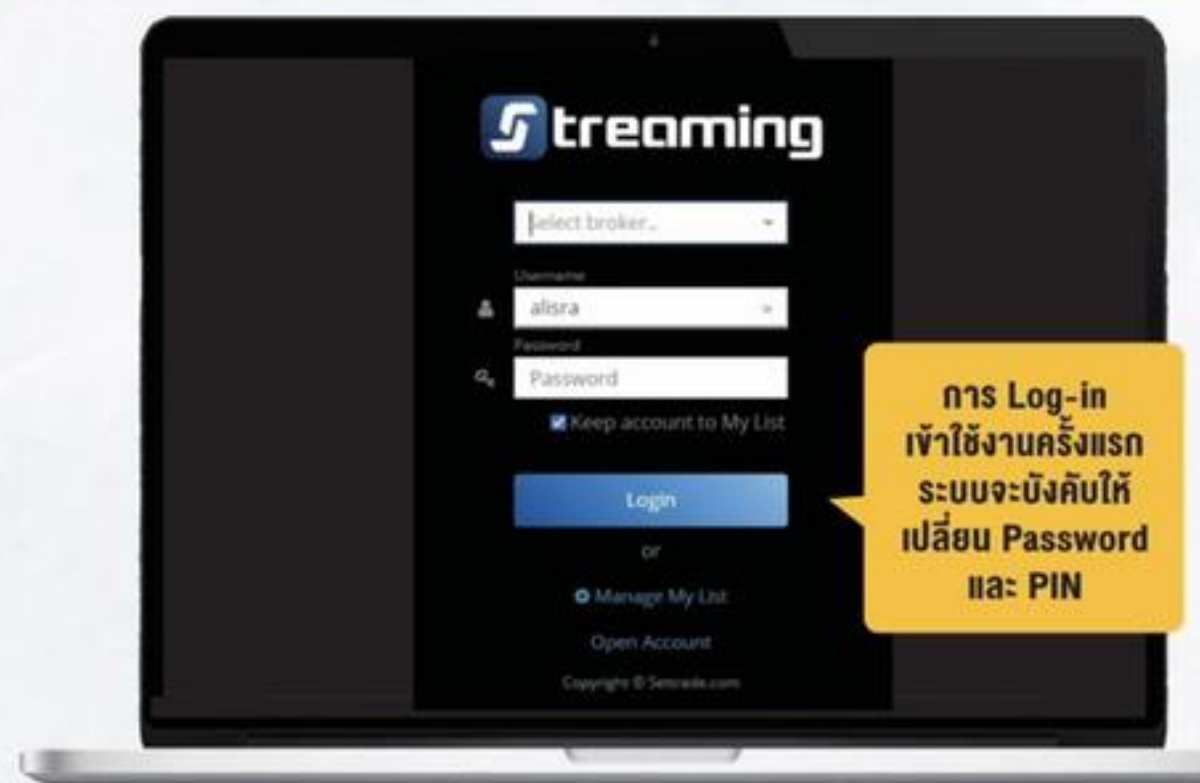 Streaming
Select broker..
Username
alisra
Password
Password
Keep account to My List
Login
or
Manage My List
Open Account
Copyright © Settrade.com
การ Log-in
เข้าใช้งานครั้งแรก
ระบบจะบังคับให้
เปลี่ยน Password
และ PIN